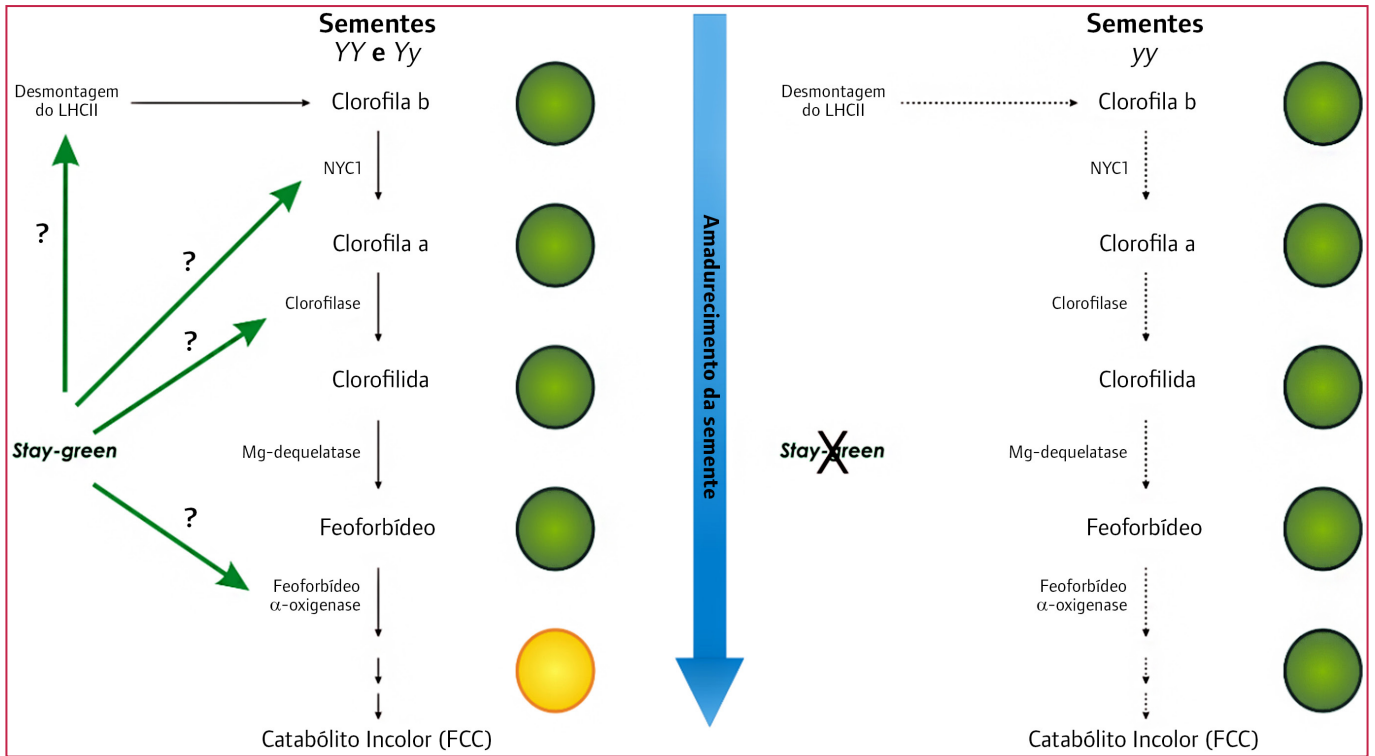 Sementes
YY e Yy
Desmontagem
do LHCII
Clorofila b
NYC1
?
?
Clorofila a
Clorofilase
?
Clorofilida
Stay-green
Mg-dequelatase
?
Feoforbídeo
Feoforbídeo
α-oxigenase
Catabólito Incolor (FCC)
Amadurecimento da semente
Sementes
yy
Desmontagem
do LHCII
Clorofila b
NYC1
Clorofila a
Clorofilase
Clorofilida
Stay-green
X
Mg-dequelatase
Feoforbídeo
Feoforbídeo
α-oxigenase
Catabólito Incolor (FCC)